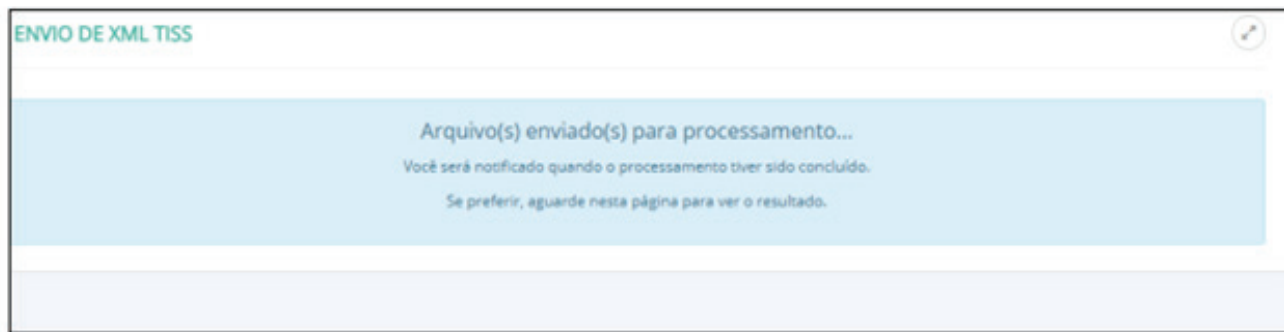 ENVIO DE XML TISS
Arquivo(s) enviado(s) para processamento...
Você será notificado quando o processamento tiver sido concluído.
Se preferir, aguarde nesta página para ver o resultado.